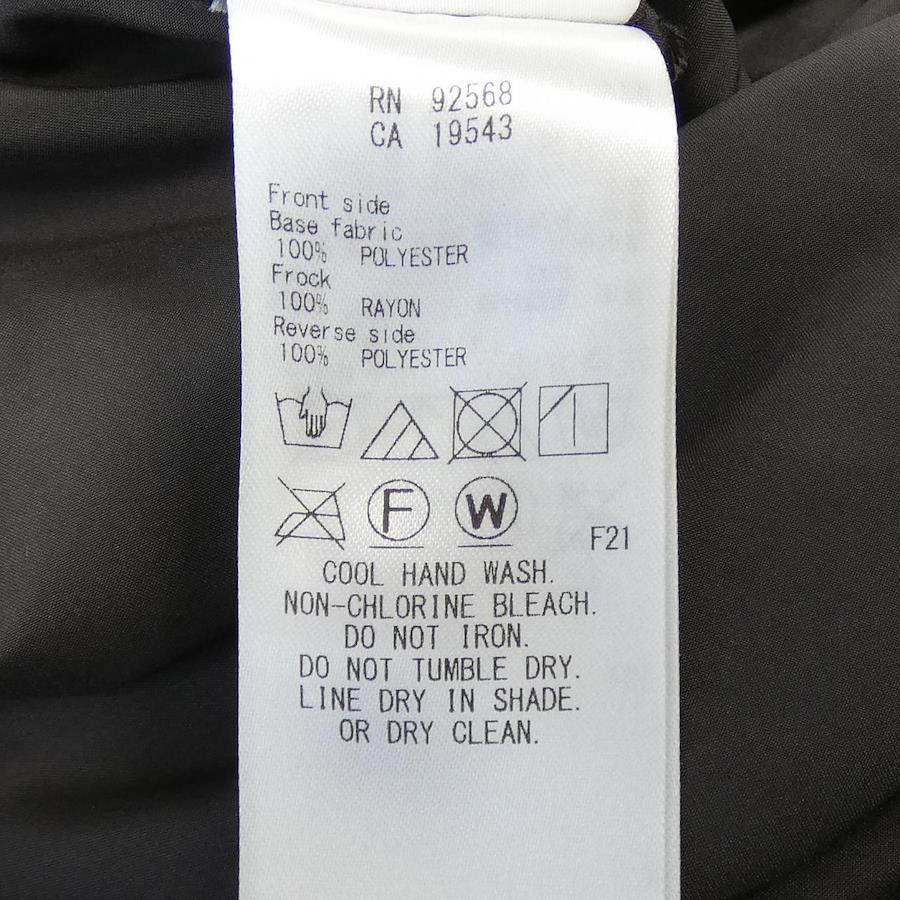 RN 92568
CA 19543
Front side
Base fabric
100% POLYESTER
Frock
100% RAYON
Reverse side
100% POLYESTER
F W
F21
COOL HAND WASH.
NON-CHLORINE BLEACH.
DO NOT IRON.
DO NOT TUMBLE DRY.
LINE DRY IN SHADE.
OR DRY CLEAN.